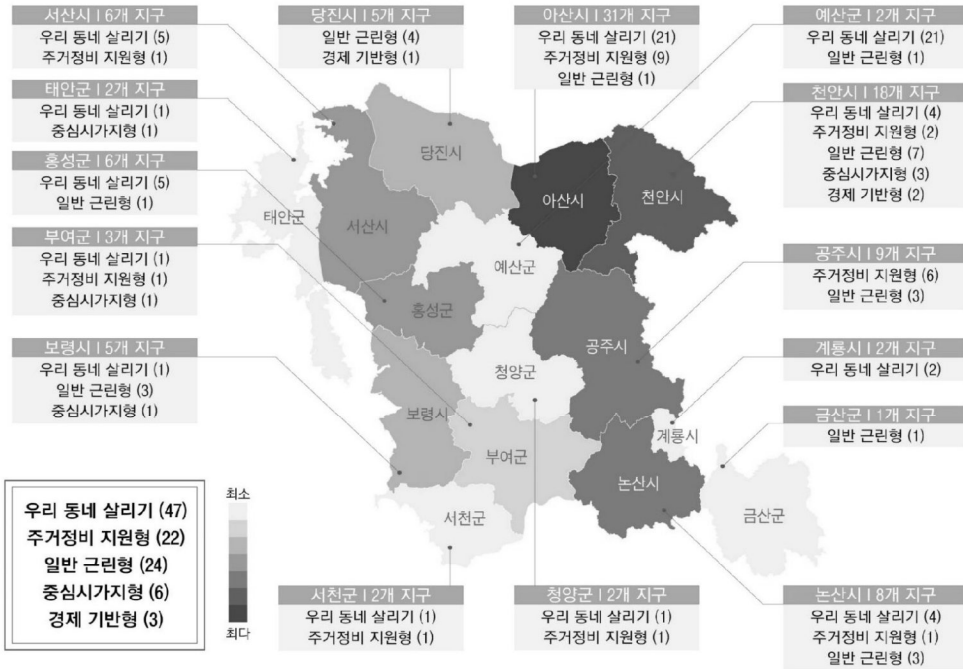 서산시 | 6개 지구
우리 동네 살리기 (5)
주거정비 지원형 (1)
당진시 | 5개 지구
일반 근린형 (4)
경제 기반형 (1)
아산시 | 31개 지구
우리 동네 살리기 (21)
주거정비 지원형 (9)
일반 근린형 (1)
예산군 | 2개 지구
우리 동네 살리기 (21)
일반 근린형 (1)
태안군 | 2개 지구
우리 동네 살리기 (1)
중심시가지형 (1)
천안시 | 18개 지구
우리 동네 살리기 (4)
주거정비 지원형 (2)
일반 근린형 (7)
중심시가지형 (3)
경제 기반형 (2)
홍성군 | 6개 지구
우리 동네 살리기 (5)
일반 근린형 (1)
부여군 | 3개 지구
우리 동네 살리기 (1)
주거정비 지원형 (1)
중심시가지형 (1)
공주시 | 9개 지구
주거정비 지원형 (6)
일반 근린형 (3)
보령시 | 5개 지구
우리 동네 살리기 (1)
일반 근린형 (3)
중심시가지형 (1)
계룡시 | 2개 지구
우리 동네 살리기 (2)
금산군 | 1개 지구
일반 근린형 (1)
당진시
아산시
천안시
태안군
서산시
예산군
홍성군
공주시
청양군
보령시
계룡시
부여군
논산시
서천군
금산군
우리 동네 살리기 (47)
주거정비 지원형 (22)
일반 근린형 (24)
중심시가지형 (6)
경제 기반형 (3)
최소
최다
서천군 | 2개 지구
우리 동네 살리기 (1)
주거정비 지원형 (1)
청양군 | 2개 지구
우리 동네 살리기 (1)
주거정비 지원형 (1)
논산시 | 8개 지구
우리 동네 살리기 (4)
주거정비 지원형 (1)
일반 근린형 (3)